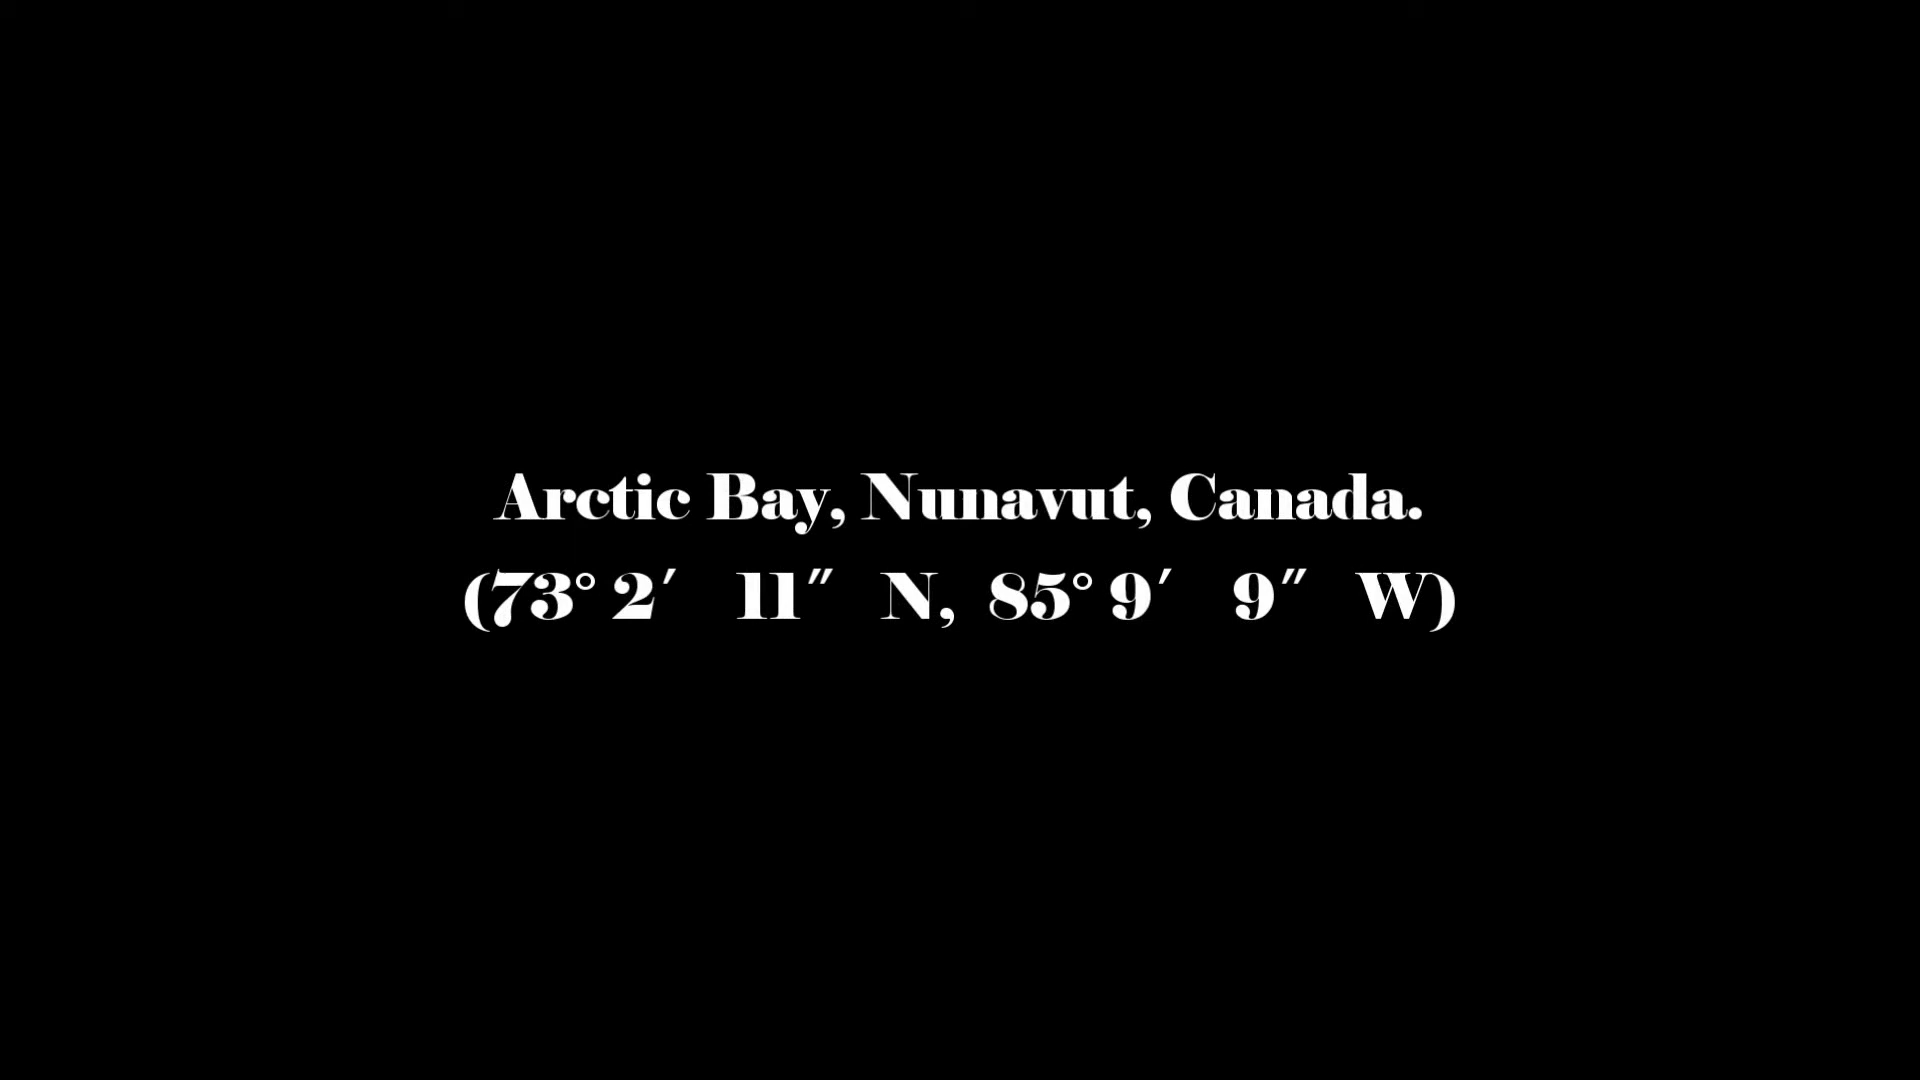 Arctic Bay, Nunavut, Canada.
(73° 2′ 11″ N, 85° 9′ 9″ W)